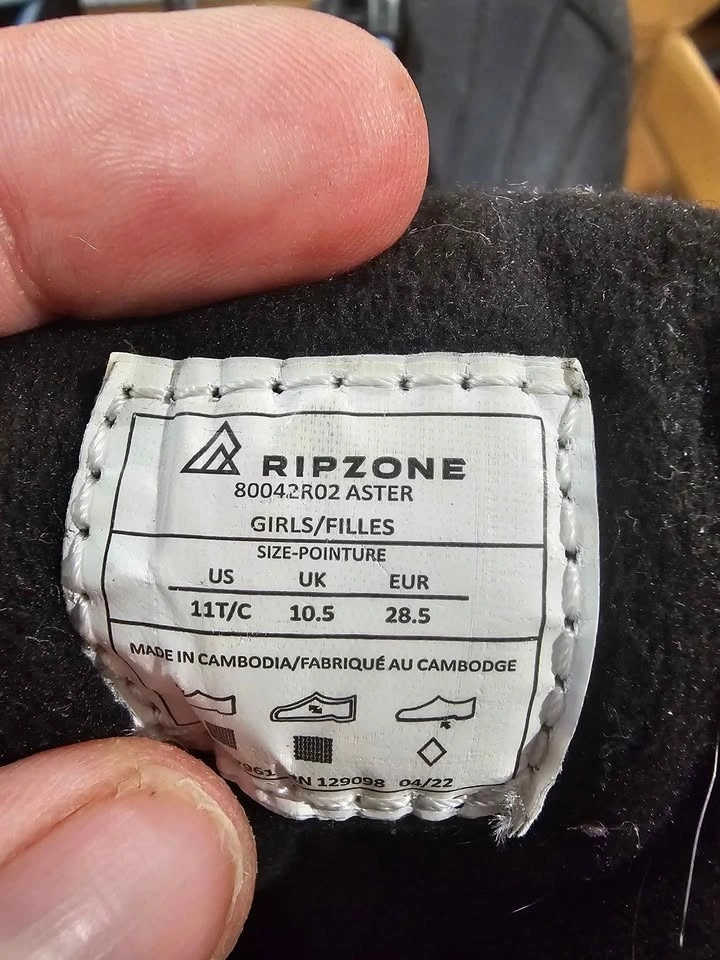 RIPZONE
80042R02 ASTER
GIRLS/FILLES
SIZE-POINTURE
US UK EUR
11T/C 10.5 28.5
MADE IN CAMBODIA/FABRIQUÉ AU CAMBODGE
129098 04/22